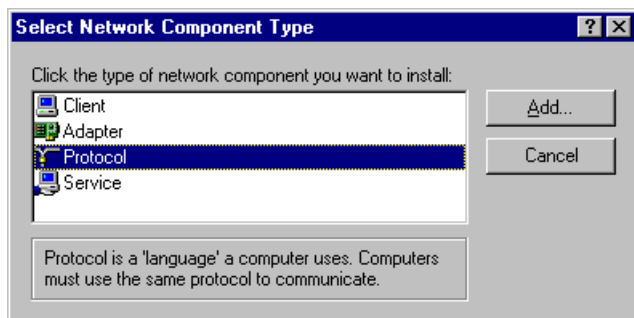 Select Network Component Type
Click the type of network component you want to install:
Client
Adapter
Protocol
Service
Add...
Cancel
Protocol is a 'language' a computer uses. Computers
must use the same protocol to communicate.